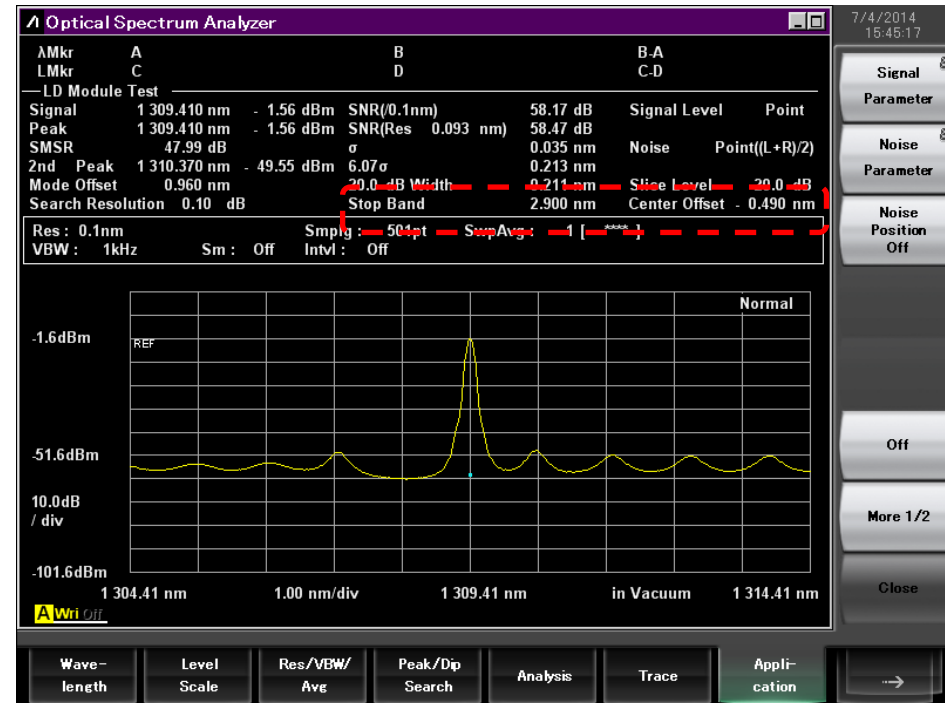 Optical Spectrum Analyzer
7/4/2014
15:45:17
λMkr A B B-A
LMkr C D C-D
LD Module Test
Signal 1 309.410 nm - 1.56 dBm SNR(/0.1nm) 58.17 dB Signal Level Point
Peak 1 309.410 nm - 1.56 dBm SNR(Res 0.093 nm) 58.47 dB
SMSR 47.99 dB σ 0.035 nm Noise Point((L+R)/2)
2nd Peak 1 310.370 nm - 49.55 dBm 6.07σ 0.213 nm
Mode Offset 0.960 nm 20.0 dB Width 0.211 nm Slice Level 20.0 dB
Search Resolution 0.10 dB Stop Band 2.900 nm Center Offset - 0.490 nm
Res : 0.1nm Smplg : 501pt SwpAvg : 1 [ **** ]
VBW : 1kHz Sm : Off Intvl : Off
Normal
-1.6dBm
REF
-51.6dBm
10.0dB
/ div
-101.6dBm
1 304.41 nm 1.00 nm/div 1 309.41 nm in Vacuum 1 314.41 nm
A Wri Off
Signal
Parameter
Noise
Parameter
Noise
Position
Off
Off
More 1/2
Close
Wave-
length
Level
Scale
Res/VBW/
Avg
Peak/Dip
Search
Analysis
Trace
Appli-
cation